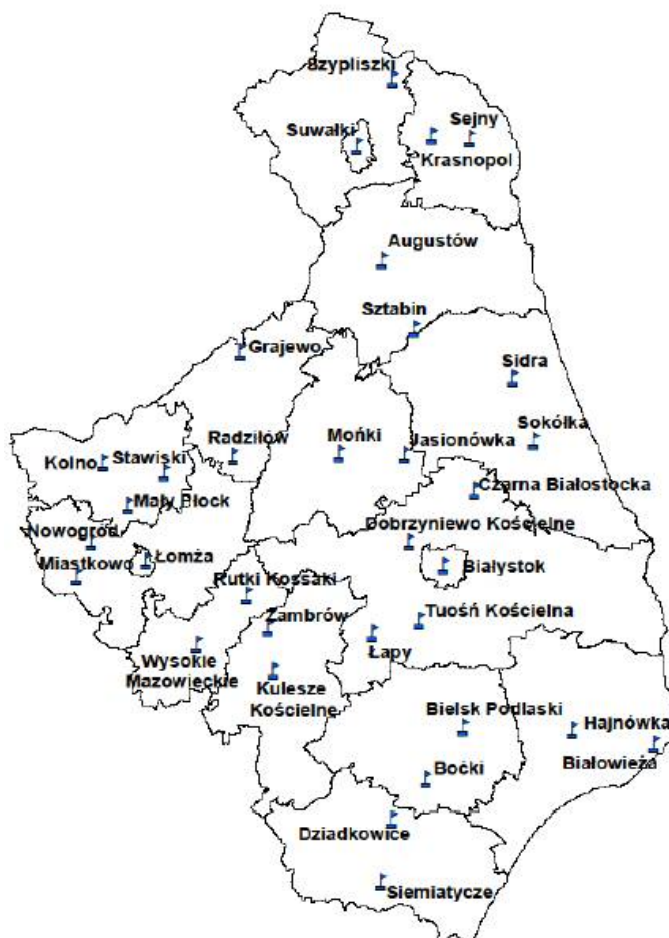 Szypliszki
Suwałki
Sejny
Krasnopol
Augustów
Sztabin
Grajewo
Sidra
Sokółka
Radziłów
Mońki
Jasionówka
Kolno
Stawiski
Czarna Białostocka
Mały Błock
Nowogród
Dobrzyniewo Kościelne
Miastkowo
Łomża
Białystok
Rutki Kossaki
Tuośń Kościelna
Zambrów
Łapy
Wysokie
Mazowieckie
Kulesze
Kościelne
Bielsk Podlaski
Hajnówka
Białowieża
Boćki
Dziadkowice
Siemiatycze